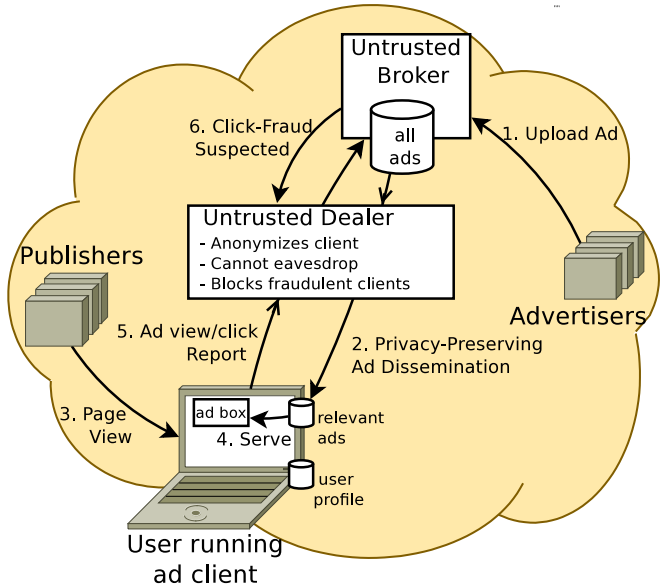 Untrusted
Broker
all
ads
6. Click-Fraud
Suspected
1. Upload Ad
Untrusted Dealer
- Anonymizes client
- Cannot eavesdrop
- Blocks fraudulent clients
Publishers
Advertisers
5. Ad view/click
Report
2. Privacy-Preserving
Ad Dissemination
3. Page
View
ad box
4. Serve
relevant
ads
user
profile
User running
ad client